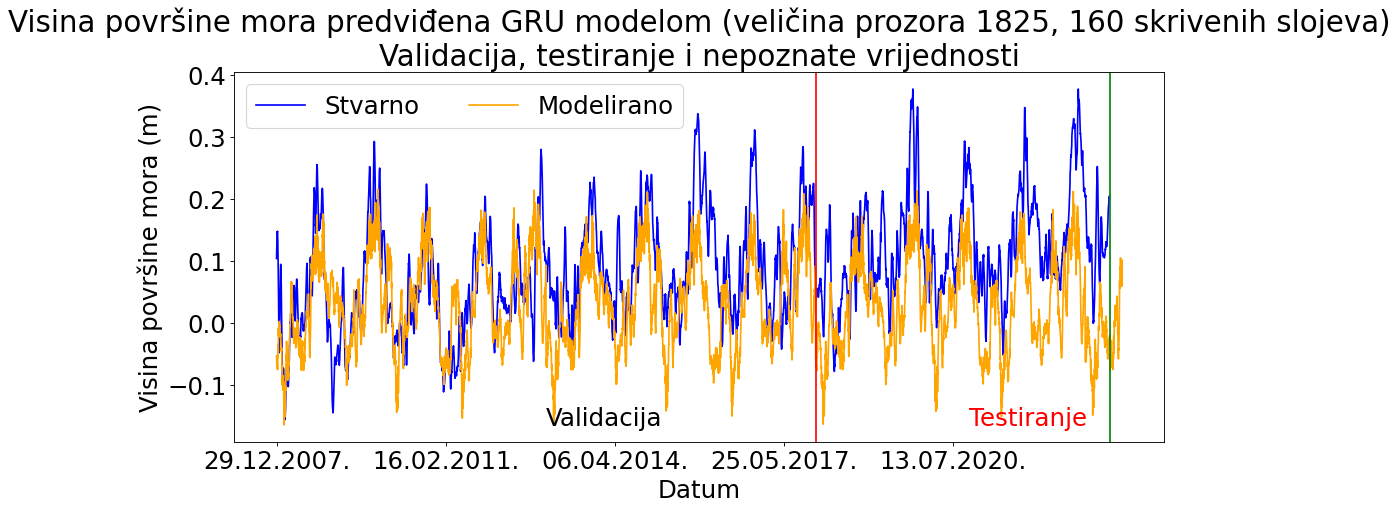 Visina površine mora predviđena GRU modelom (veličina prozora 1825, 160 skrivenih slojeva)
Validacija, testiranje i nepoznate vrijednosti
Stvarno
Modelirano
Visina površine mora (m)
0.4
0.3
0.2
0.1
0.0
−0.1
Validacija
Testiranje
29.12.2007.
16.02.2011.
06.04.2014.
25.05.2017.
13.07.2020.
Datum